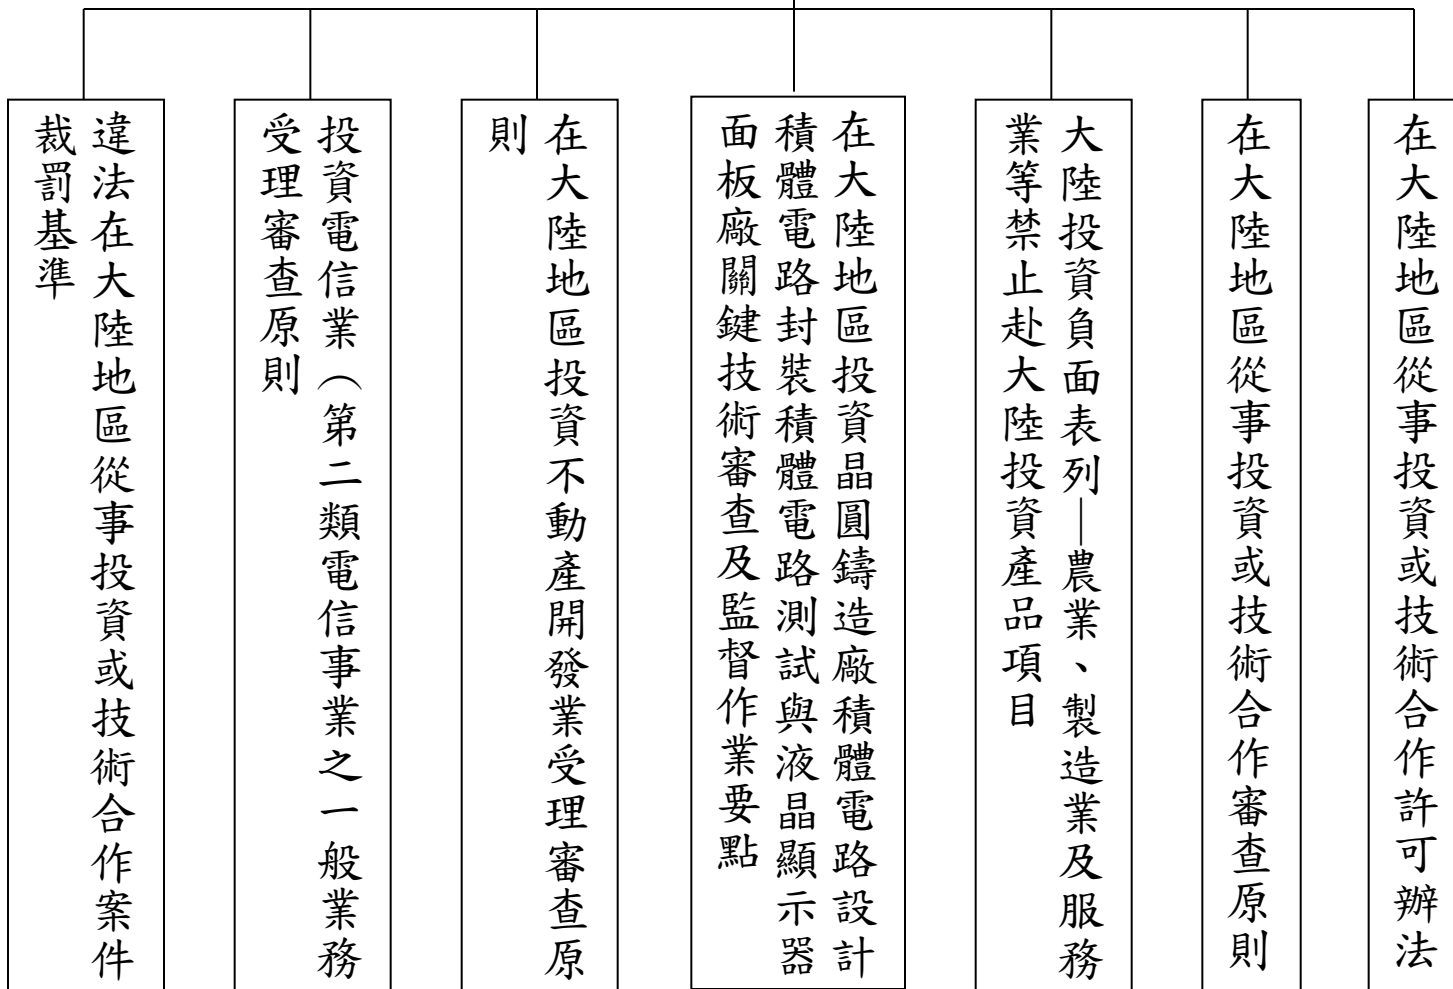 在大陸地區從事投資或技術合作許可辦法
在大陸地區從事投資或技術合作審查原則
大陸投資負面表列—農業、製造業及服務
業等禁止赴大陸投資產品項目
在大陸地區投資晶圓鑄造廠積體電路設計
積體電路封裝積體電路測試與液晶顯示器
面板廠關鍵技術審查及監督作業要點
在大陸地區投資不動產開發業受理審查原
則
投資電信業（第二類電信事業之一般業務
受理審查原則
違法在大陸地區從事投資或技術合作案件
裁罰基準